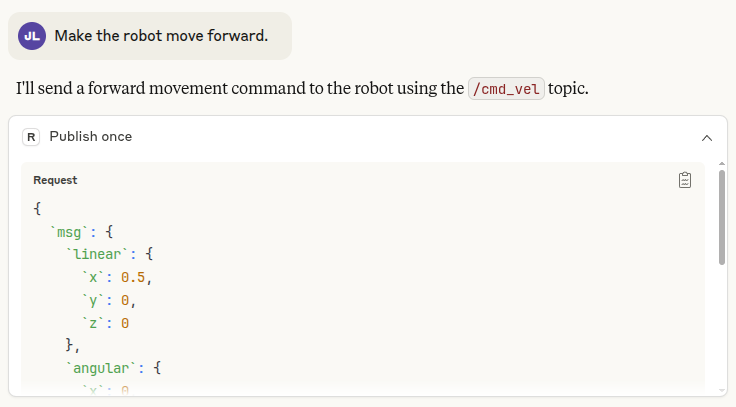 JL Make the robot move forward.
I'll send a forward movement command to the robot using the /cmd_vel topic.
R Publish once
Request
{
  `msg`: {
    `linear`: {
      `x`: 0.5,
      `y`: 0,
      `z`: 0
    },
    `angular`: {
      `x`: 0